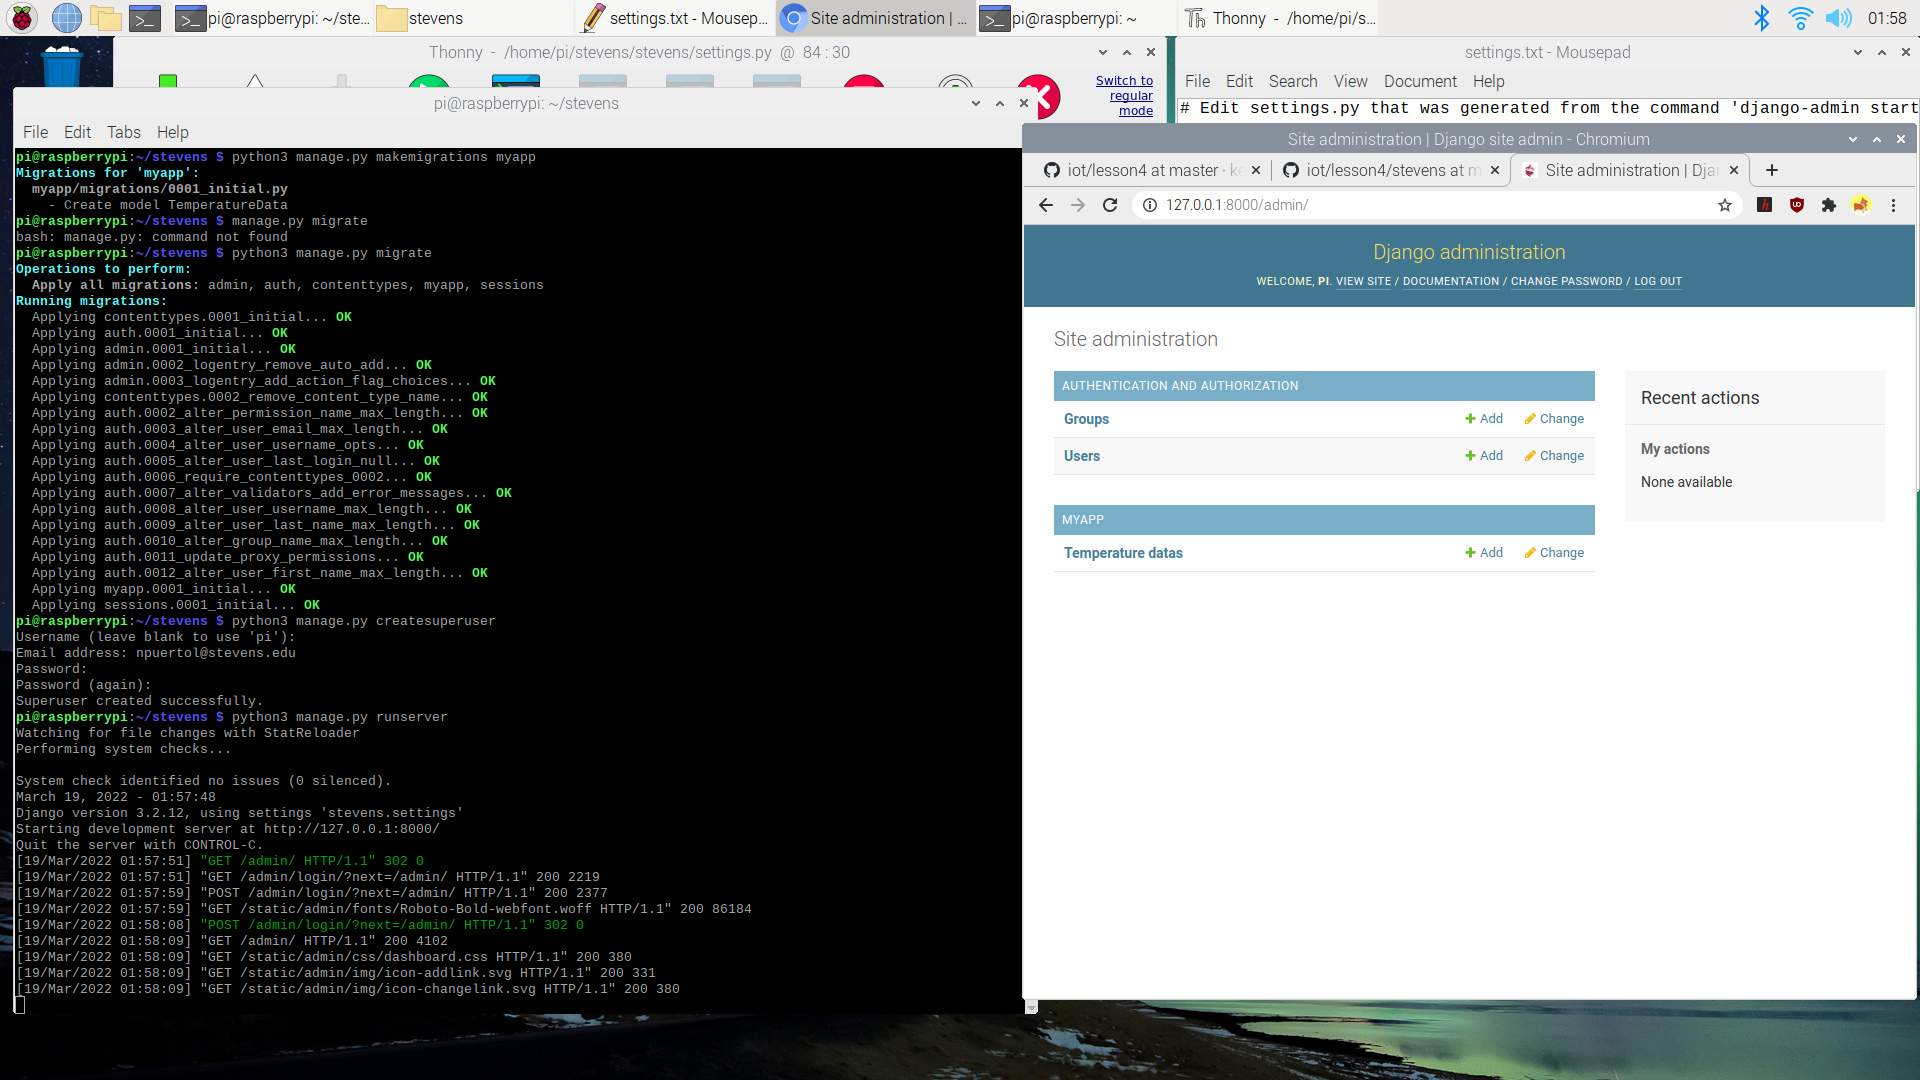 pi@raspberrypi: ~/ste...
stevens
settings.txt - Mousep...
Site administration | ...
pi@raspberrypi: ~
Thonny - /home/pi/s...
01:58
Thonny - /home/pi/stevens/stevens/settings.py @ 84 : 30
Switch to
regular
mode
settings.txt - Mousepad
File Edit Search View Document Help
# Edit settings.py that was generated from the command 'django-admin start
pi@raspberrypi: ~/stevens
File Edit Tabs Help
pi@raspberrypi:~/stevens $ python3 manage.py makemigrations myapp
Migrations for 'myapp':
  myapp/migrations/0001_initial.py
    - Create model TemperatureData
pi@raspberrypi:~/stevens $ manage.py migrate
bash: manage.py: command not found
pi@raspberrypi:~/stevens $ python3 manage.py migrate
Operations to perform:
  Apply all migrations: admin, auth, contenttypes, myapp, sessions
Running migrations:
  Applying contenttypes.0001_initial... OK
  Applying auth.0001_initial... OK
  Applying admin.0001_initial... OK
  Applying admin.0002_logentry_remove_auto_add... OK
  Applying admin.0003_logentry_add_action_flag_choices... OK
  Applying contenttypes.0002_remove_content_type_name... OK
  Applying auth.0002_alter_permission_name_max_length... OK
  Applying auth.0003_alter_user_email_max_length... OK
  Applying auth.0004_alter_user_username_opts... OK
  Applying auth.0005_alter_user_last_login_null... OK
  Applying auth.0006_require_contenttypes_0002... OK
  Applying auth.0007_alter_validators_add_error_messages... OK
  Applying auth.0008_alter_user_username_max_length... OK
  Applying auth.0009_alter_user_last_name_max_length... OK
  Applying auth.0010_alter_group_name_max_length... OK
  Applying auth.0011_update_proxy_permissions... OK
  Applying auth.0012_alter_user_first_name_max_length... OK
  Applying myapp.0001_initial... OK
  Applying sessions.0001_initial... OK
pi@raspberrypi:~/stevens $ python3 manage.py createsuperuser
Username (leave blank to use 'pi'):
Email address: npuertol@stevens.edu
Password:
Password (again):
Superuser created successfully.
pi@raspberrypi:~/stevens $ python3 manage.py runserver
Watching for file changes with StatReloader
Performing system checks...
System check identified no issues (0 silenced).
March 19, 2022 - 01:57:48
Django version 3.2.12, using settings 'stevens.settings'
Starting development server at http://127.0.0.1:8000/
Quit the server with CONTROL-C.
[19/Mar/2022 01:57:51] "GET /admin/ HTTP/1.1" 302 0
[19/Mar/2022 01:57:51] "GET /admin/login/?next=/admin/ HTTP/1.1" 200 2219
[19/Mar/2022 01:57:59] "POST /admin/login/?next=/admin/ HTTP/1.1" 200 2377
[19/Mar/2022 01:57:59] "GET /static/admin/fonts/Roboto-Bold-webfont.woff HTTP/1.1" 200 86184
[19/Mar/2022 01:58:08] "POST /admin/login/?next=/admin/ HTTP/1.1" 302 0
[19/Mar/2022 01:58:09] "GET /admin/ HTTP/1.1" 200 4102
[19/Mar/2022 01:58:09] "GET /static/admin/css/dashboard.css HTTP/1.1" 200 380
[19/Mar/2022 01:58:09] "GET /static/admin/img/icon-addlink.svg HTTP/1.1" 200 331
[19/Mar/2022 01:58:09] "GET /static/admin/img/icon-changelink.svg HTTP/1.1" 200 380
Site administration | Django site admin - Chromium
iot/lesson4 at master · ke
iot/lesson4/stevens at m
Site administration | Djan
127.0.0.1:8000/admin/
Django administration
WELCOME, PI. VIEW SITE / DOCUMENTATION / CHANGE PASSWORD / LOG OUT
Site administration
AUTHENTICATION AND AUTHORIZATION
Groups Add Change
Users Add Change
MYAPP
Temperature datas Add Change
Recent actions
My actions
None available